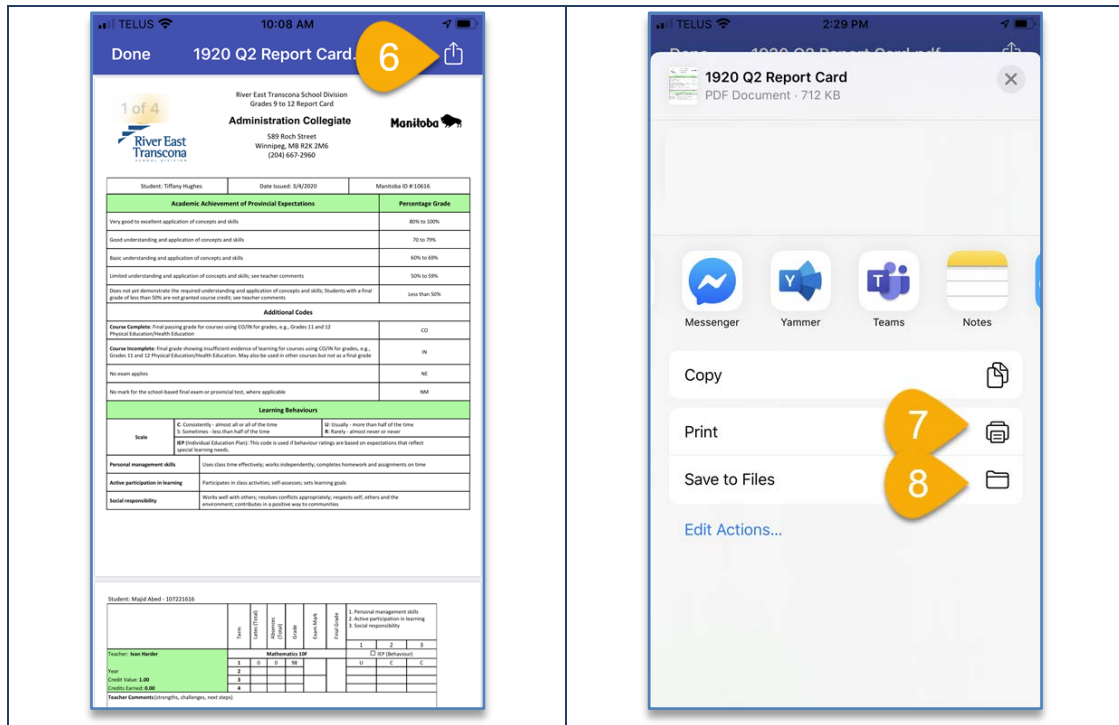 TELUS 10:08 AM
Done 1920 Q2 Report Card. 6
1 of 4
River East Transcona School Division
Grades 9 to 12 Report Card
Administration Collegiate
589 Roch Street
Winnipeg, MB R2K 2M6
(204) 667-2960
River East
Transcona
SCHOOL DIVISION
Manitoba
Student: Tiffany Hughes Date Issued: 3/4/2020 Manitoba ID #:10616
Academic Achievement of Provincial Expectations Percentage Grade
Very good to excellent application of concepts and skills 80% to 100%
Good understanding and application of concepts and skills 70 to 79%
Basic understanding and application of concepts and skills 60% to 69%
Limited understanding and application of concepts and skills; see teacher comments 50% to 59%
Does not yet demonstrate the required understanding and application of concepts and skills; Students with a final
grade of less than 50% are not granted course credit; see teacher comments Less than 50%
Additional Codes
Course Complete: Final passing grade for courses using CO/IN for grades, e.g., Grades 11 and 12
Physical Education/Health Education CO
Course Incomplete: Final grade showing insufficient evidence of learning for courses using CO/IN for grades, e.g.,
Grades 11 and 12 Physical Education/Health Education. May also be used in other courses but not as a final grade IN
No exam applies NE
No mark for the school-based final exam or provincial test, where applicable NM
Learning Behaviours
Scale
C: Consistently - almost all or all of the time U: Usually - more than half of the time
S: Sometimes - less than half of the time R: Rarely - almost never or never
IEP (Individual Education Plan): This code is used if behaviour ratings are based on expectations that reflect
special learning needs.
Personal management skills Uses class time effectively; works independently; completes homework and assignments on time
Active participation in learning Participates in class activities; self-assesses; sets learning goals
Social responsibility Works well with others; resolves conflicts appropriately; respects self, others and the
environment; contributes in a positive way to communities
Student: Majid Abed - 107221616
Term Lates (Total) Absences (Total) Grade Exam Mark Final Grade
1. Personal management skills
2. Active participation in learning
3. Social responsibility
1 2 3
Teacher: Ivan Harder Mathematics 10F IEP (Behaviour)
1 0 0 98 U C C
Year 2
Credit Value: 1.00 3
Credits Earned: 0.00 4
Teacher Comments (strengths, challenges, next steps)
TELUS 2:29 PM
1920 Q2 Report Card
PDF Document · 712 KB
Messenger Yammer Teams Notes
Copy
Print 7
Save to Files 8
Edit Actions...